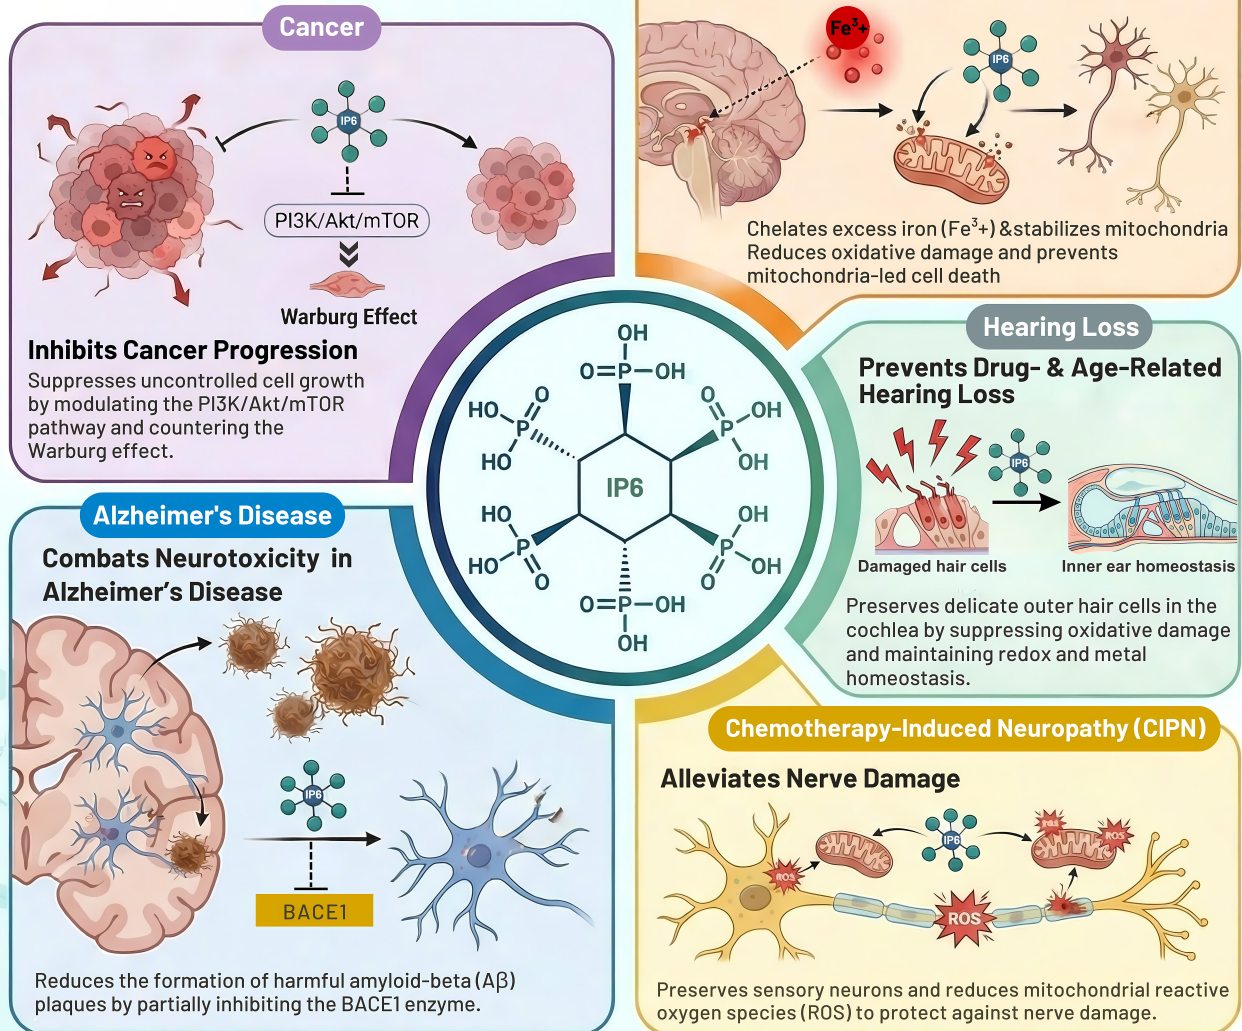 Cancer
IP6
PI3K/Akt/mTOR
Warburg Effect
Inhibits Cancer Progression
Suppresses uncontrolled cell growth
by modulating the PI3K/Akt/mTOR
pathway and countering the
Warburg effect.
Fe³+
IP6
Chelates excess iron (Fe³+) &stabilizes mitochondria
Reduces oxidative damage and prevents
mitochondria-led cell death
OH
O=P—OH
OH
HO
O
P
HO
O
P
OH
OH
IP6
HO
P
HO
O
OH
P
OH
O
O=P—OH
OH
Hearing Loss
Prevents Drug- & Age-Related
Hearing Loss
IP6
Damaged hair cells
Inner ear homeostasis
Preserves delicate outer hair cells in the
cochlea by suppressing oxidative damage
and maintaining redox and metal
homeostasis.
Alzheimer's Disease
Combats Neurotoxicity in
Alzheimer’s Disease
IP6
BACE1
Reduces the formation of harmful amyloid-beta (Aβ)
plaques by partially inhibiting the BACE1 enzyme.
Chemotherapy-Induced Neuropathy (CIPN)
Alleviates Nerve Damage
ROS
IP6
ROS
ROS
ROS
Preserves sensory neurons and reduces mitochondrial reactive
oxygen species (ROS) to protect against nerve damage.